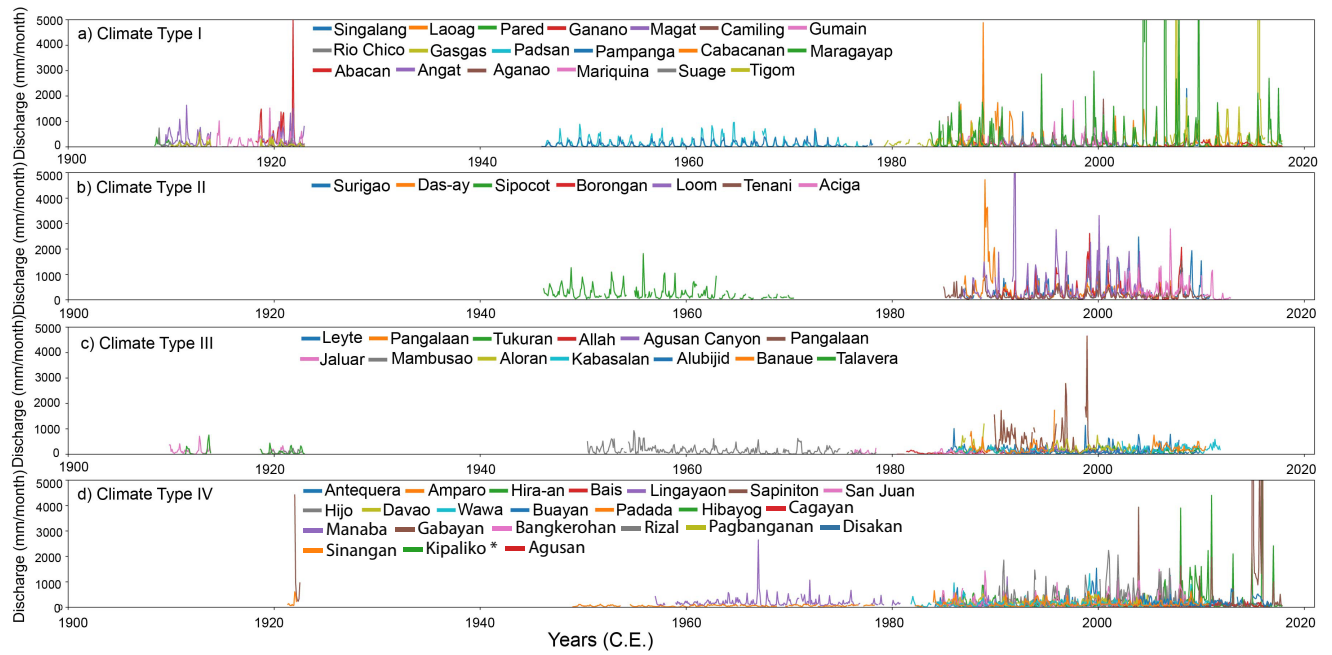 5000
a) Climate Type I
Singalang Laoag Pared Ganano Magat Camiling Gumain
4000
Rio Chico Gasgas Padsan Pampanga Cabacanan Maragayap
3000
Abacan Angat Aganao Mariquina Suage Tigom
2000
1000
0
Discharge (mm/month)
1900 1920 1940 1960 1980 2000 2020
5000
b) Climate Type II
Surigao Das-ay Sipocot Borongan Loom Tenani Aciga
4000
3000
2000
1000
0
Discharge (mm/month)
1900 1920 1940 1960 1980 2000 2020
5000
c) Climate Type III
Leyte Pangalaan Tukuran Allah Agusan Canyon Pangalaan
4000
Jaluar Mambusao Aloran Kabasalan Alubijid Banaue Talavera
3000
2000
1000
0
Discharge (mm/month)
1900 1920 1940 1960 1980 2000 2020
5000
d) Climate Type IV
Antequera Amparo Hira-an Bais Lingayaon Sapiniton San Juan
4000
Hijo Davao Wawa Buayan Padada Hibayog Cagayan
Manaba Gabayan Bangkerohan Rizal Pagbanganan Disakan
3000
Sinangan Kipaliko * Agusan
2000
1000
0
Discharge (mm/month)
1900 1920 1940 1960 1980 2000 2020
Years (C.E.)